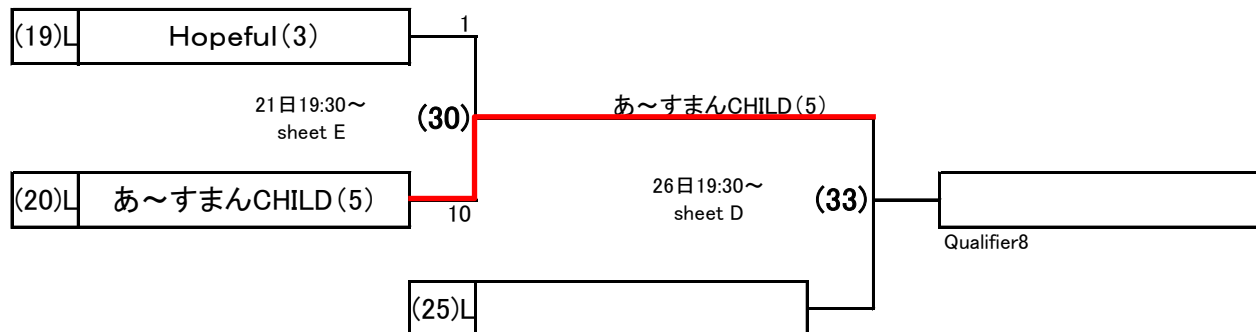 (19)L Hopeful(3) 1
21日19:30～
sheet E
(30)
あ～すまんCHILD(5)
(20)L あ～すまんCHILD(5) 10
26日19:30～
sheet D
(33)
Qualifier8
(25)L